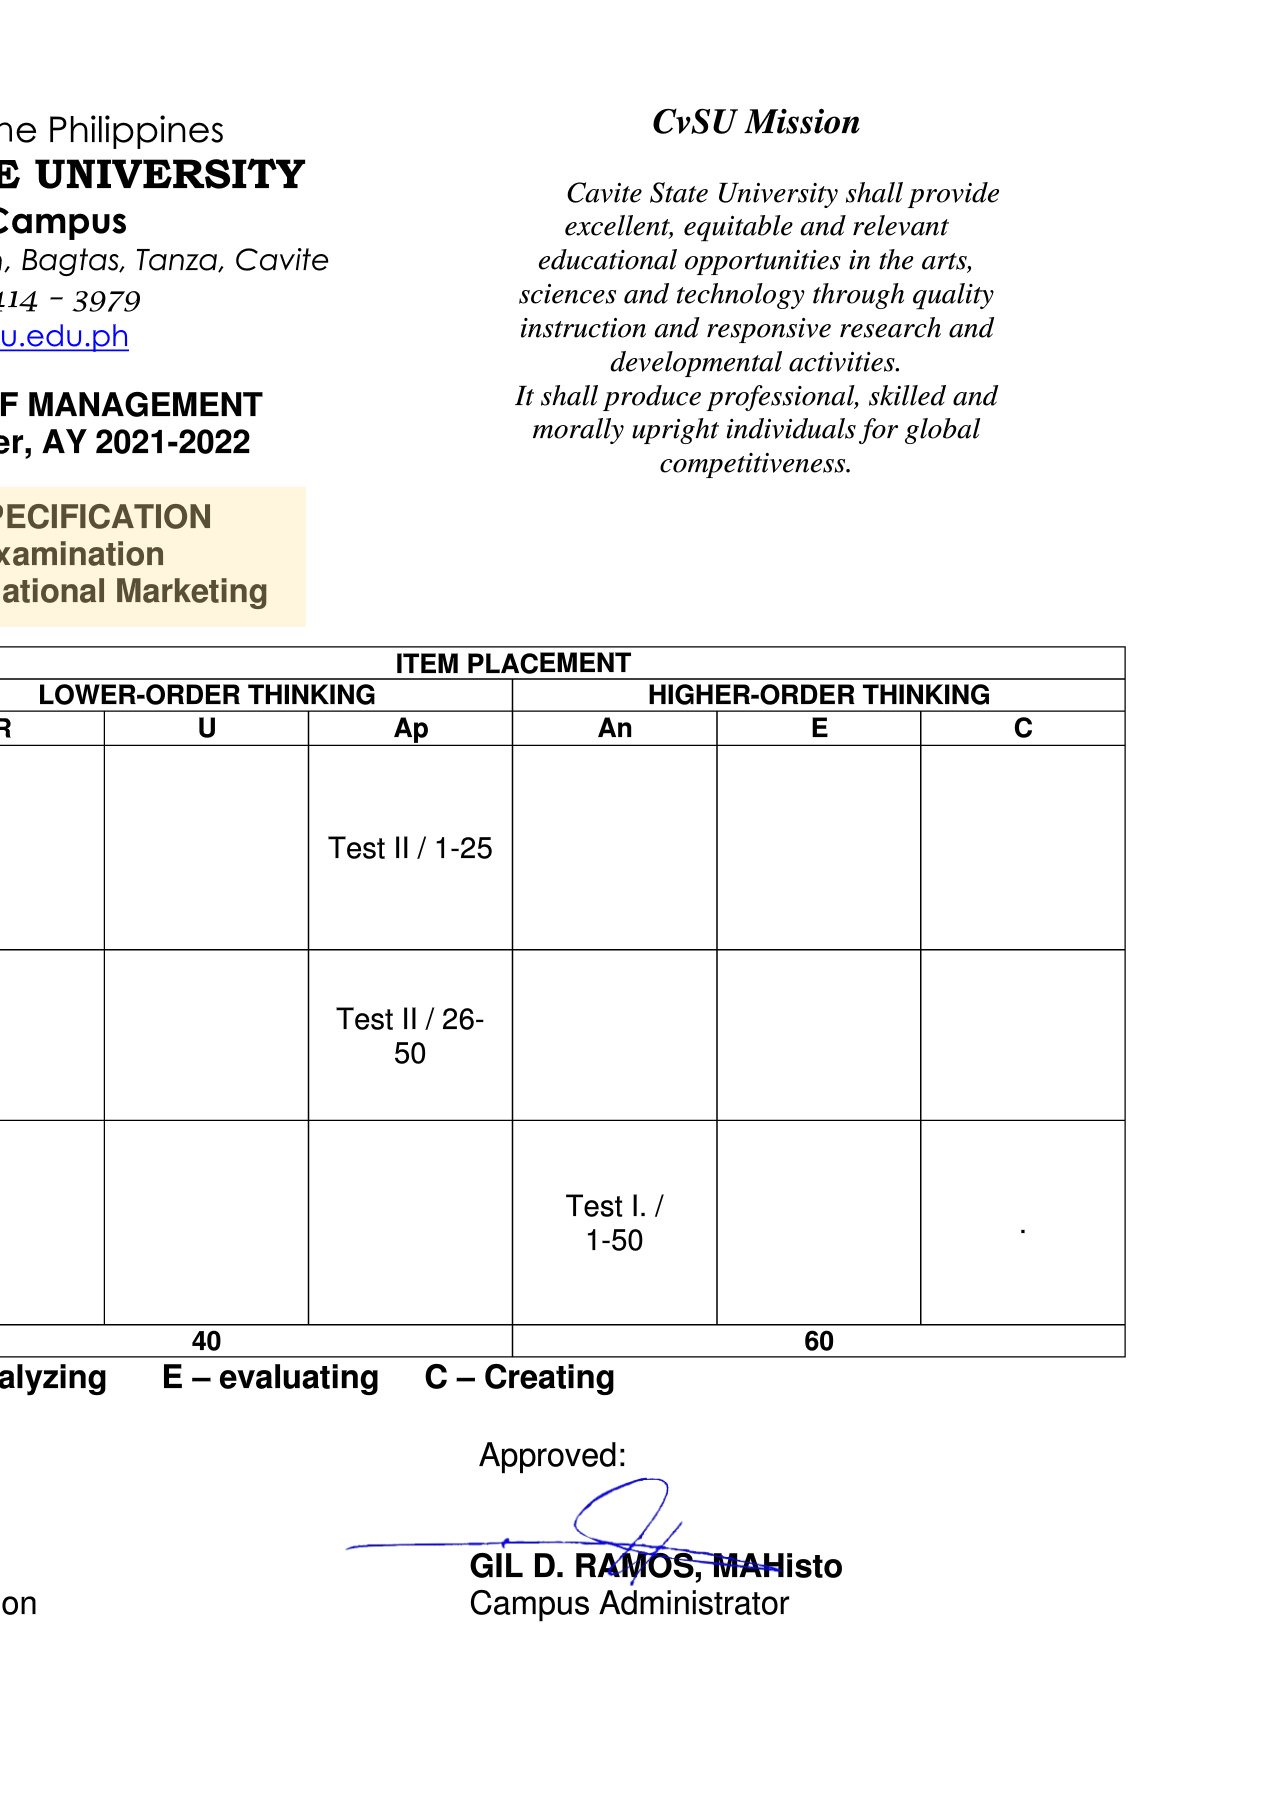 ne Philippines
E UNIVERSITY
Campus
, Bagtas, Tanza, Cavite
414 – 3979
u.edu.ph
F MANAGEMENT
er, AY 2021-2022
PECIFICATION
xamination
ational Marketing
CvSU Mission
Cavite State University shall provide
excellent, equitable and relevant
educational opportunities in the arts,
sciences and technology through quality
instruction and responsive research and
developmental activities.
It shall produce professional, skilled and
morally upright individuals for global
competitiveness.
ITEM PLACEMENT
LOWER-ORDER THINKING HIGHER-ORDER THINKING
R U Ap An E C
Test II / 1-25
Test II / 26-
50
Test I. /
1-50
.
40 60
alyzing E – evaluating C – Creating
Approved:
GIL D. RAMOS, MAHisto
on Campus Administrator